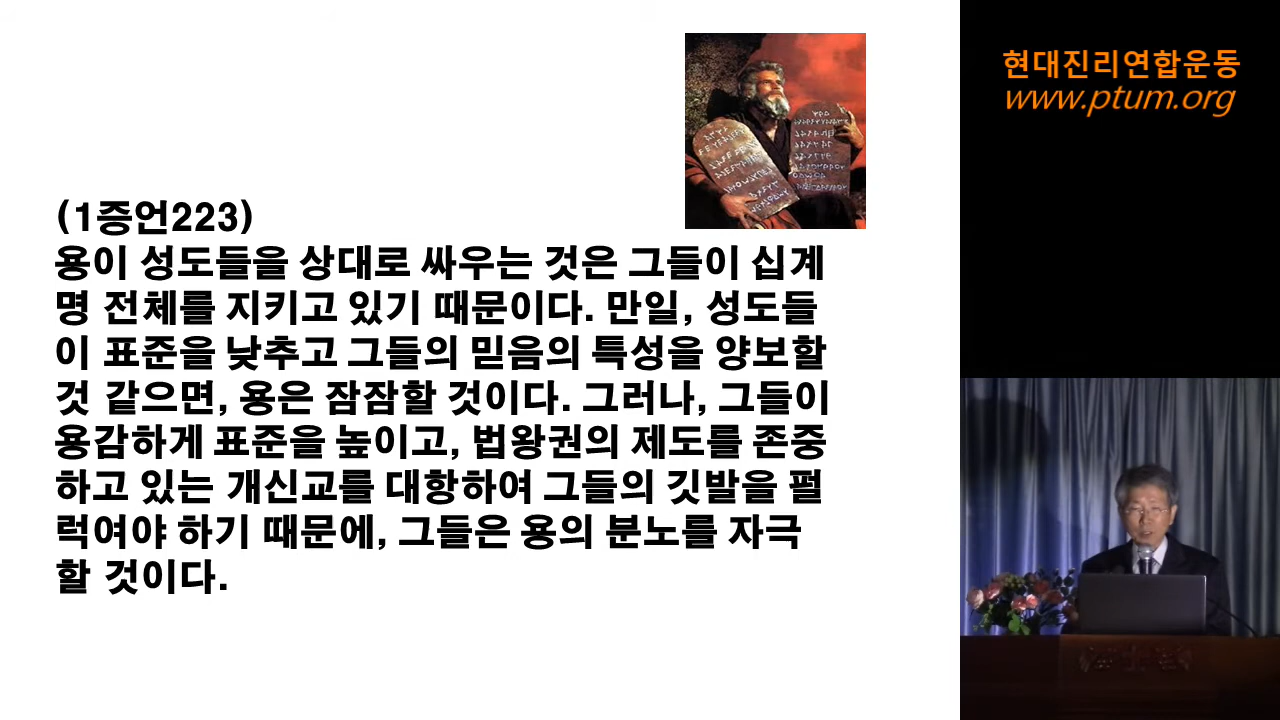 현대진리연합운동
www.ptum.org
(1증언223)
용이 성도들을 상대로 싸우는 것은 그들이 십계
명 전체를 지키고 있기 때문이다. 만일, 성도들
이 표준을 낮추고 그들의 믿음의 특성을 양보할
것 같으면, 용은 잠잠할 것이다. 그러나, 그들이
용감하게 표준을 높이고, 법왕권의 제도를 존중
하고 있는 개신교를 대항하여 그들의 깃발을 펄
럭여야 하기 때문에, 그들은 용의 분노를 자극
할 것이다.